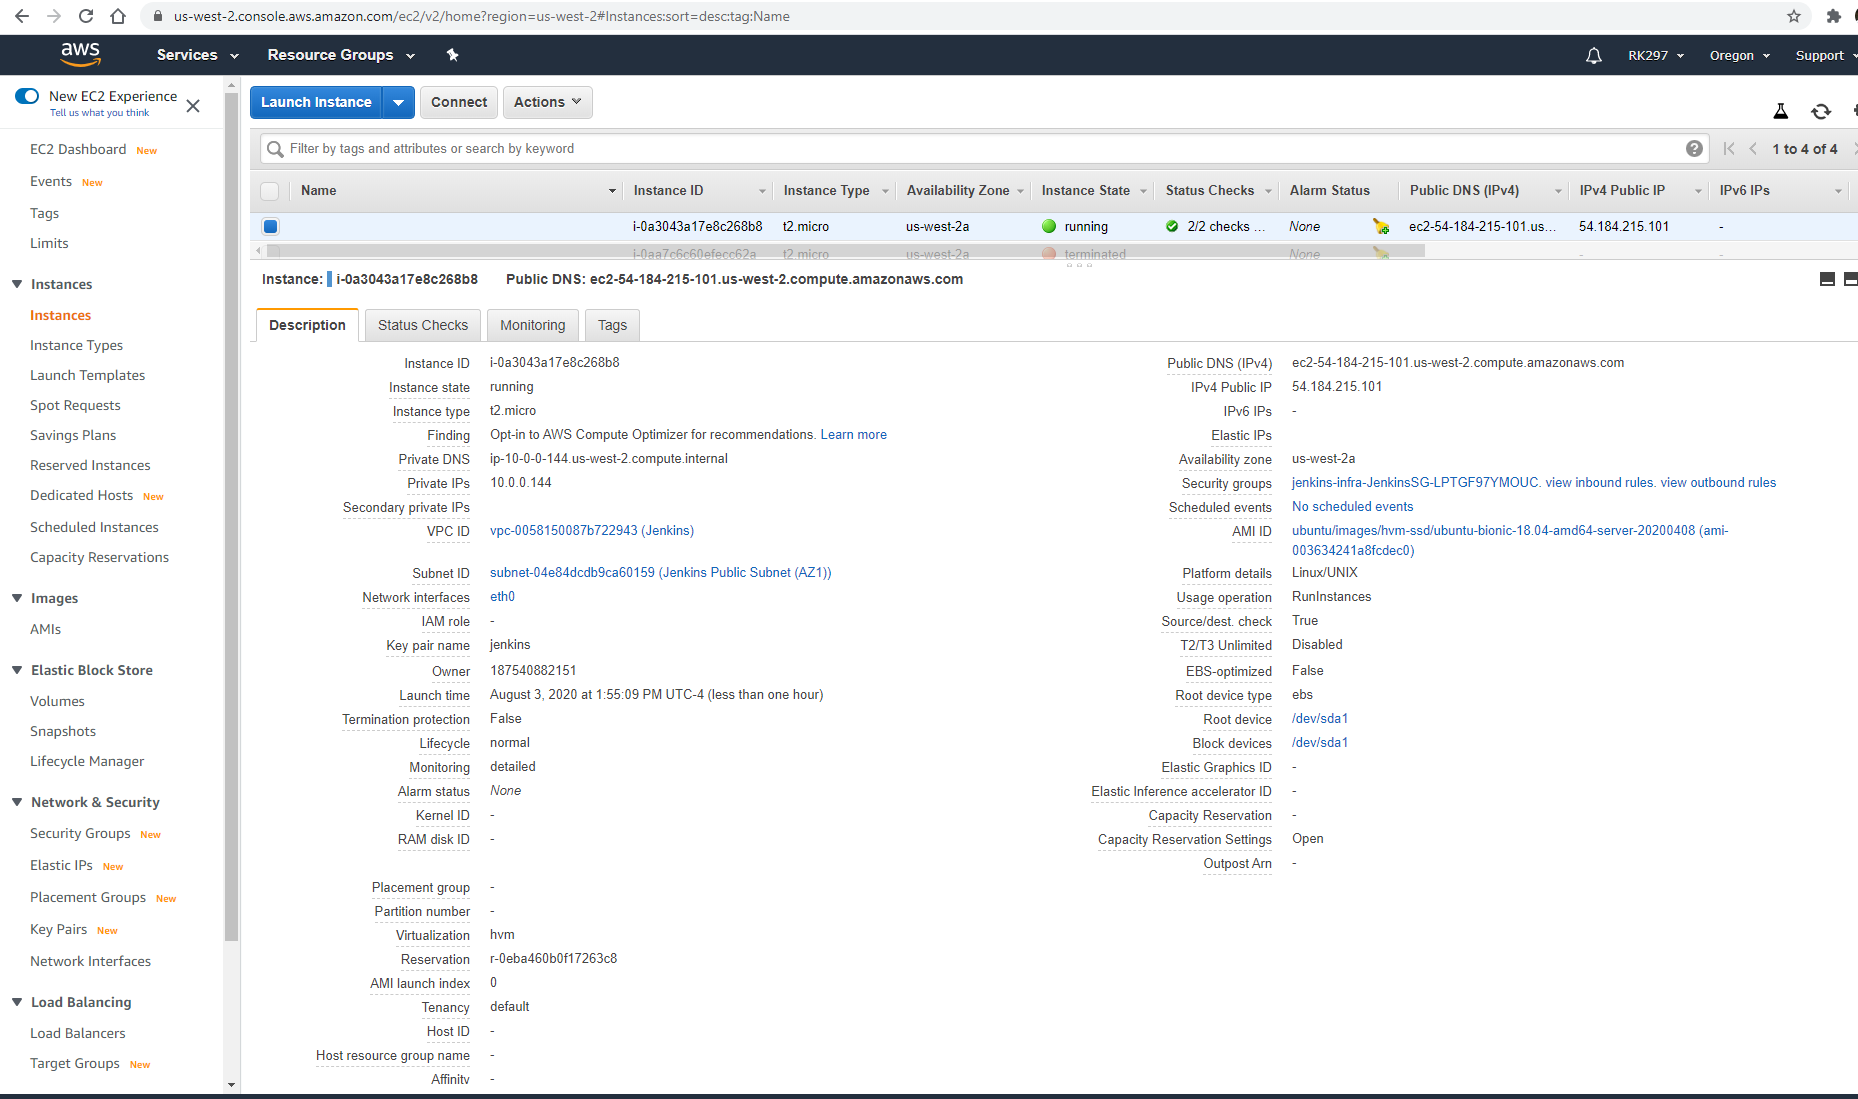 us-west-2.console.aws.amazon.com/ec2/v2/home?region=us-west-2#Instances:sort=desc:tag:Name
aws Services Resource Groups RK297 Oregon Support
New EC2 Experience
Tell us what you think
EC2 Dashboard New
Events New
Tags
Limits
Instances
Instances
Instance Types
Launch Templates
Spot Requests
Savings Plans
Reserved Instances
Dedicated Hosts New
Scheduled Instances
Capacity Reservations
Images
AMIs
Elastic Block Store
Volumes
Snapshots
Lifecycle Manager
Network & Security
Security Groups New
Elastic IPs New
Placement Groups New
Key Pairs New
Network Interfaces
Load Balancing
Load Balancers
Target Groups New
Launch Instance Connect Actions
Filter by tags and attributes or search by keyword 1 to 4 of 4
Name Instance ID Instance Type Availability Zone Instance State Status Checks Alarm Status Public DNS (IPv4) IPv4 Public IP IPv6 IPs
i-0a3043a17e8c268b8 t2.micro us-west-2a running 2/2 checks ... None ec2-54-184-215-101.us... 54.184.215.101 -
i-0aa7c6c60efecc62a t2.micro us-west-2a terminated None - -
Instance: i-0a3043a17e8c268b8 Public DNS: ec2-54-184-215-101.us-west-2.compute.amazonaws.com
Description Status Checks Monitoring Tags
Instance ID i-0a3043a17e8c268b8
Instance state running
Instance type t2.micro
Finding Opt-in to AWS Compute Optimizer for recommendations. Learn more
Private DNS ip-10-0-0-144.us-west-2.compute.internal
Private IPs 10.0.0.144
Secondary private IPs
VPC ID vpc-0058150087b722943 (Jenkins)
Subnet ID subnet-04e84dcdb9ca60159 (Jenkins Public Subnet (AZ1))
Network interfaces eth0
IAM role -
Key pair name jenkins
Owner 187540882151
Launch time August 3, 2020 at 1:55:09 PM UTC-4 (less than one hour)
Termination protection False
Lifecycle normal
Monitoring detailed
Alarm status None
Kernel ID -
RAM disk ID -
Placement group -
Partition number -
Virtualization hvm
Reservation r-0eba460b0f17263c8
AMI launch index 0
Tenancy default
Host ID -
Host resource group name -
Affinity -
Public DNS (IPv4) ec2-54-184-215-101.us-west-2.compute.amazonaws.com
IPv4 Public IP 54.184.215.101
IPv6 IPs -
Elastic IPs
Availability zone us-west-2a
Security groups jenkins-infra-JenkinsSG-LPTGF97YMOUC. view inbound rules. view outbound rules
Scheduled events No scheduled events
AMI ID ubuntu/images/hvm-ssd/ubuntu-bionic-18.04-amd64-server-20200408 (ami-
003634241a8fcdec0)
Platform details Linux/UNIX
Usage operation RunInstances
Source/dest. check True
T2/T3 Unlimited Disabled
EBS-optimized False
Root device type ebs
Root device /dev/sda1
Block devices /dev/sda1
Elastic Graphics ID -
Elastic Inference accelerator ID -
Capacity Reservation -
Capacity Reservation Settings Open
Outpost Arn -